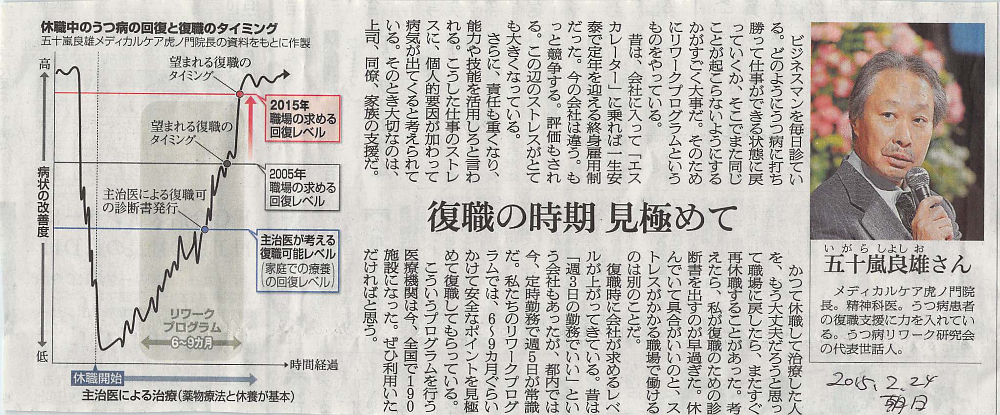 休職中のうつ病の回復と復職のタイミング
五十嵐良雄メディカルケア虎ノ門院長の資料をもとに作製
高
病状の改善度
低
望まれる復職の
タイミング
2015年
職場の求める
回復レベル
望まれる復職の
タイミング
2005年
職場の求める
回復レベル
主治医による復職可
の診断書発行
主治医が考える
復職可能レベル
(家庭での療養
の回復レベル)
リワーク
プログラム
6〜9カ月
時間経過
休職開始
主治医による治療(薬物療法と休養が基本)
復職の時期 見極めて
ビジネスマンを毎日診てい
る。どのようにうつ病に打ち
勝って仕事ができる状態に戻
っていくか、そこでまた同じ
ことが起こらないようにする
かがすごく大事だ。そのため
にリワークプログラムという
ものをやっている。
昔は、会社に入って「エス
カレーター」に乗れば一生安
泰で定年を迎える終身雇用制
だった。今の会社は違う。も
っと競争する。評価もされ
る。この辺のストレスがとて
も大きくなっている。
さらに、責任も重くなり、
能力や技能を活用しろと言わ
れる。こうした仕事のストレ
スに、個人的要因が加わって
病気が出てくると考えられて
いる。そのとき大切なのは、
上司、同僚、家族の支援だ。
かつて休職して治療した人
を、もう大丈夫だろうと思っ
て職場に戻したら、またすぐ
再休職することがあった。考
えたら、私が復職のための診
断書を出すのが早過ぎた。休
んでいて具合がいいのと、ス
トレスがかかる職場で働ける
のは別のことだ。
復職時に会社が求めるレベ
ルが上がってきている。昔は
「週3日の勤務でいい」とい
う会社もあったが、都内では
今、定時勤務で週5日が常識
だ。私たちのリワークプログ
ラムでは、6〜9カ月ぐらい
かけて安全なポイントを見極
めて復職してもらっている。
こういうプログラムを行う
医療機関は今、全国で190
施設になった。ぜひ利用いた
だければと思う。
いがらしよしお
五十嵐良雄さん
メディカルケア虎ノ門院
長。精神科医。うつ病患者
の復職支援に力を入れてい
る。うつ病リワーク研究会
の代表世話人。
2015.2.24
朝日